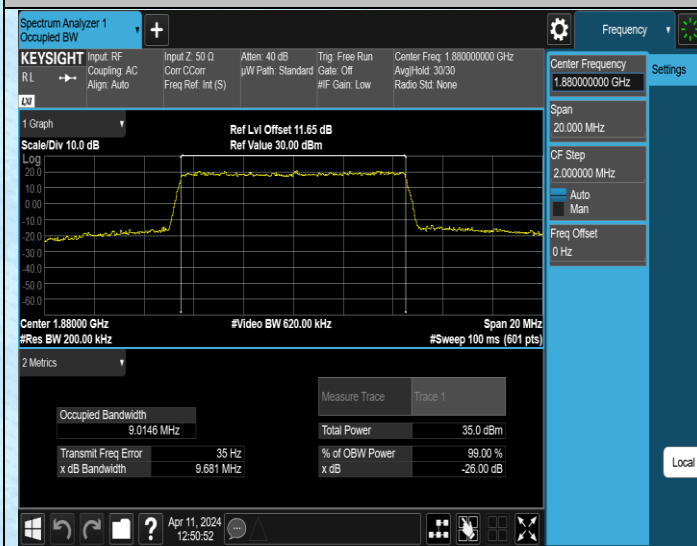 Spectrum Analyzer 1
Occupied BW
Frequency
KEYSIGHT
R L
LXI
Input: RF
Coupling: AC
Align: Auto
Input Z: 50 Ω
Corr CCorr
Freq Ref: Int (S)
Atten: 40 dB
µW Path: Standard
Trig: Free Run
Gate: Off
#IF Gain: Low
Center Freq: 1.880000000 GHz
Avg|Hold: 30/30
Radio Std: None
Center Frequency
1.880000000 GHz
Settings
Span
20.000 MHz
CF Step
2.000000 MHz
Auto
Man
Freq Offset
0 Hz
Local
1 Graph
Scale/Div 10.0 dB
Ref Lvl Offset 11.65 dB
Ref Value 30.00 dBm
Log
20.0
10.0
0.00
-10.0
-20.0
-30.0
-40.0
-50.0
-60.0
Center 1.88000 GHz
#Video BW 620.00 kHz
Span 20 MHz
#Res BW 200.00 kHz
#Sweep 100 ms (601 pts)
2 Metrics
Measure Trace
Trace 1
Occupied Bandwidth
9.0146 MHz
Total Power
35.0 dBm
Transmit Freq Error
35 Hz
% of OBW Power
99.00 %
x dB Bandwidth
9.681 MHz
x dB
-26.00 dB
?
Apr 11, 2024
12:50:52